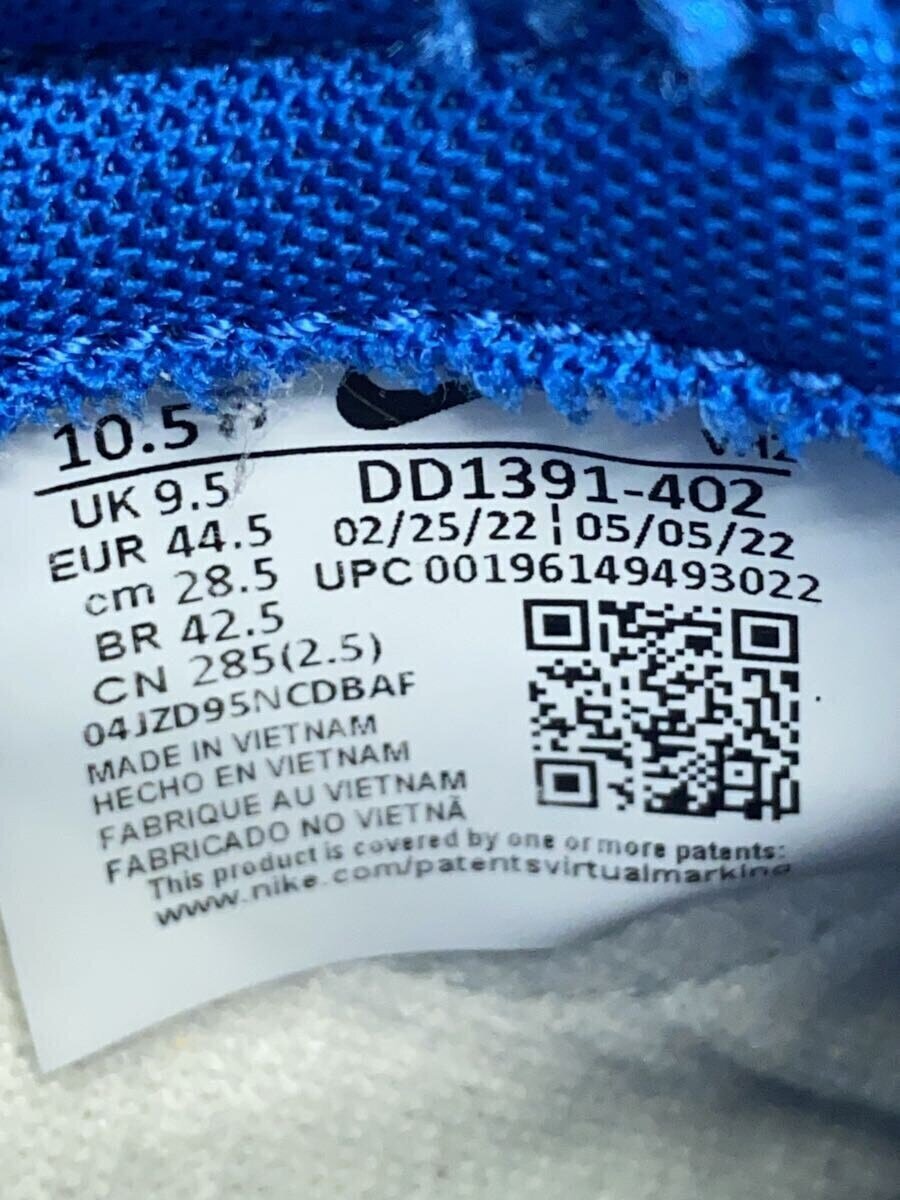 10.5
UK 9.5
EUR 44.5
cm 28.5
BR 42.5
CN 285(2.5)
04JZD95NCDBAF
DD1391-402
02/25/22 | 05/05/22
UPC 00196149493022
MADE IN VIETNAM
HECHO EN VIETNAM
FABRIQUE AU VIETNAM
FABRICADO NO VIETNÃ
This product is covered by one or more patents:
www.nike.com/patentsvirtualmarking